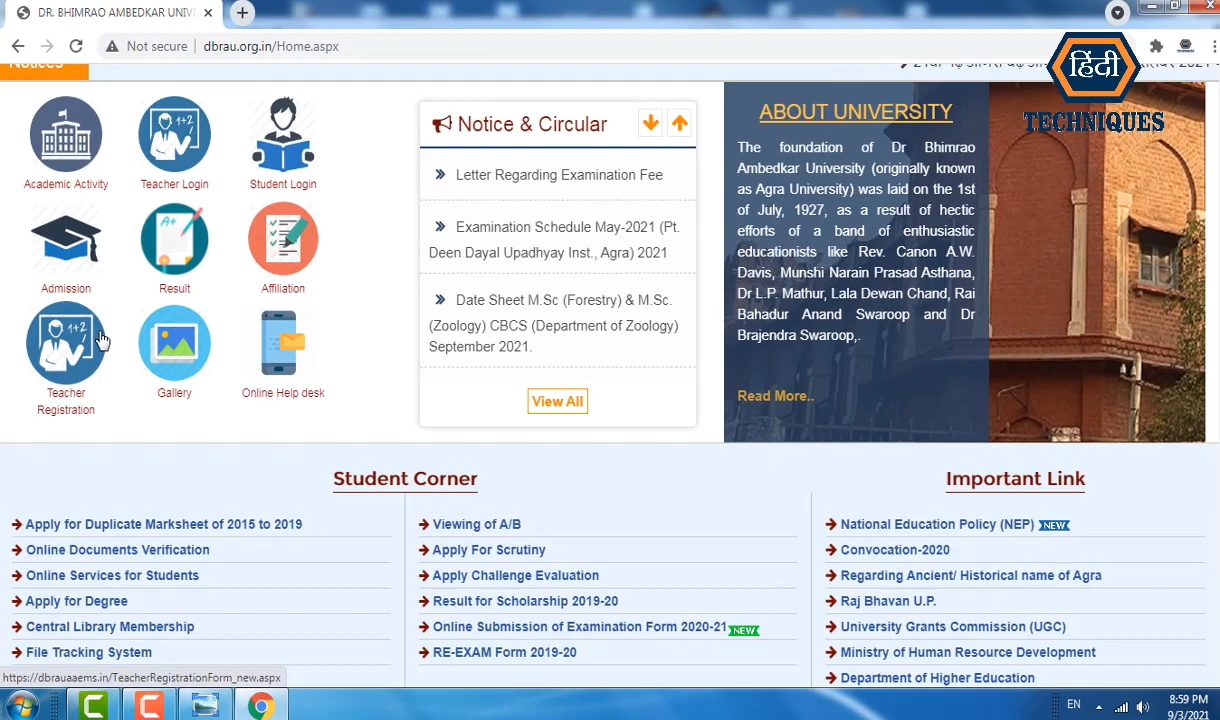 DR. BHIMRAO AMBEDKAR UNIV
Not secure
dbrau.org.in/Home.aspx
Notices
हिंदी
TECHNIQUES
Academic Activity
Teacher Login
Student Login
Admission
Result
Affiliation
Teacher
Registration
Gallery
Online Help desk
Notice & Circular
Letter Regarding Examination Fee
Examination Schedule May-2021 (Pt.
Deen Dayal Upadhyay Inst., Agra) 2021
Date Sheet M.Sc (Forestry) & M.Sc.
(Zoology) CBCS (Department of Zoology)
September 2021.
View All
ABOUT UNIVERSITY
The foundation of Dr Bhimrao
Ambedkar University (originally known
as Agra University) was laid on the 1st
of July, 1927, as a result of hectic
efforts of a band of enthusiastic
educationists like Rev. Canon A.W.
Davis, Munshi Narain Prasad Asthana,
Dr L.P. Mathur, Lala Dewan Chand, Rai
Bahadur Anand Swaroop and Dr
Brajendra Swaroop,.
Read More..
Student Corner
Apply for Duplicate Marksheet of 2015 to 2019
Online Documents Verification
Online Services for Students
Apply for Degree
Central Library Membership
File Tracking System
Viewing of A/B
Apply For Scrutiny
Apply Challenge Evaluation
Result for Scholarship 2019-20
Online Submission of Examination Form 2020-21 NEW
RE-EXAM Form 2019-20
Important Link
National Education Policy (NEP) NEW
Convocation-2020
Regarding Ancient/ Historical name of Agra
Raj Bhavan U.P.
University Grants Commission (UGC)
Ministry of Human Resource Development
Department of Higher Education
https://dbrauaaems.in/TeacherRegistrationForm_new.aspx
EN
8:59 PM
9/3/2021